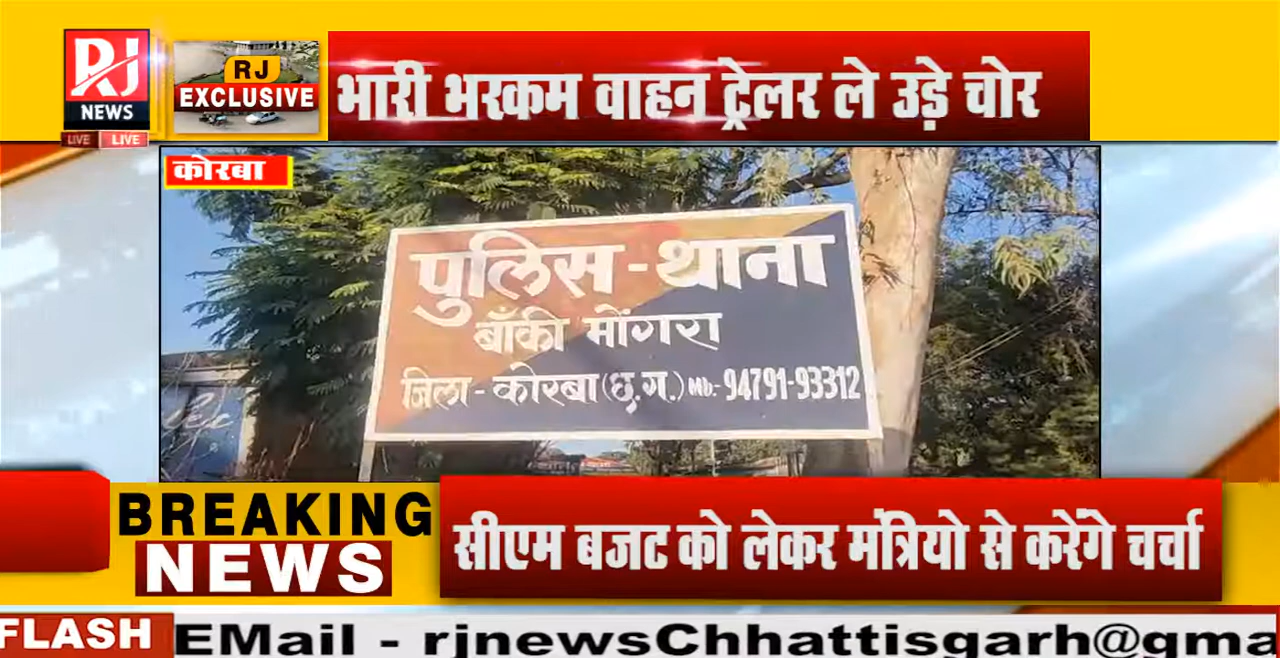 RJ
NEWS
LIVE LIVE
RJ
EXCLUSIVE
भारी भरकम वाहन ट्रेलर ले उड़े चोर
कोरबा
पुलिस - थाना
बाँकी मोंगरा
जिला - कोरबा (छ.ग.) Mb.- 94791-93312
BREAKING
NEWS
सीएम बजट को लेकर मंत्रियो से करेंगे चर्चा
FLASH
EMail - rjnewsChhattisgarh@gma